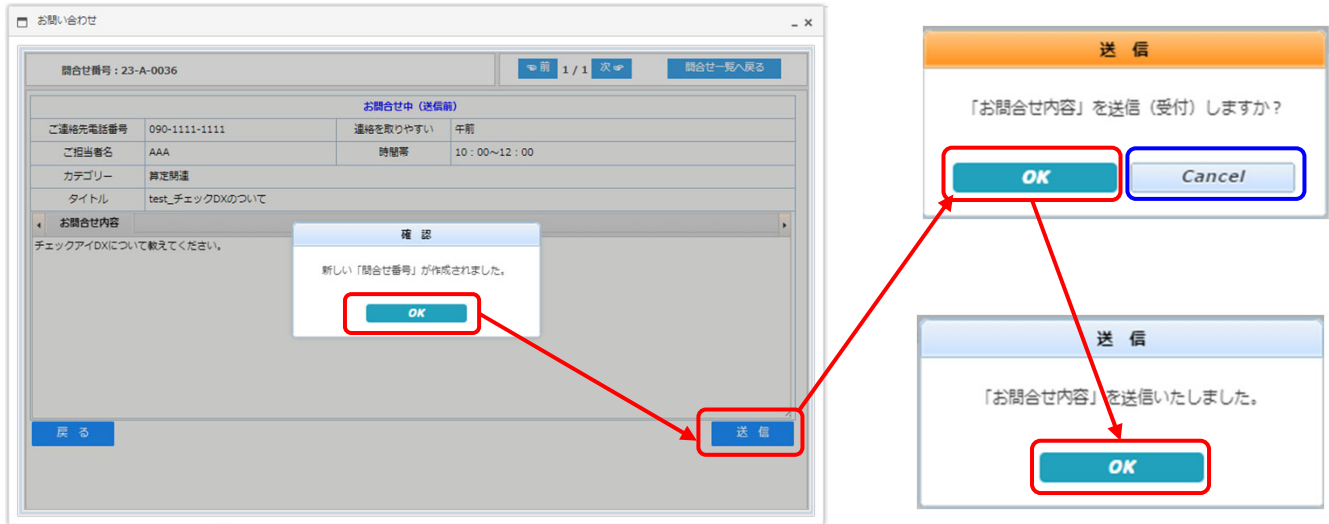 お問い合わせ
問合せ番号：23-A-0036
前 1 / 1 次 問合せ一覧へ戻る
お問合せ中（送信前）
ご連絡先電話番号 090-1111-1111 連絡を取りやすい 午前
ご担当者名 AAA 時間帯 10：00～12：00
カテゴリー 算定関連
タイトル test_チェックDXのついて
お問合せ内容
チェックアイDXについて教えてください。
確 認
新しい「問合せ番号」が作成されました。
OK
戻 る 送 信
送 信
「お問合せ内容」を送信（受付）しますか？
OK Cancel
送 信
「お問合せ内容」を送信いたしました。
OK